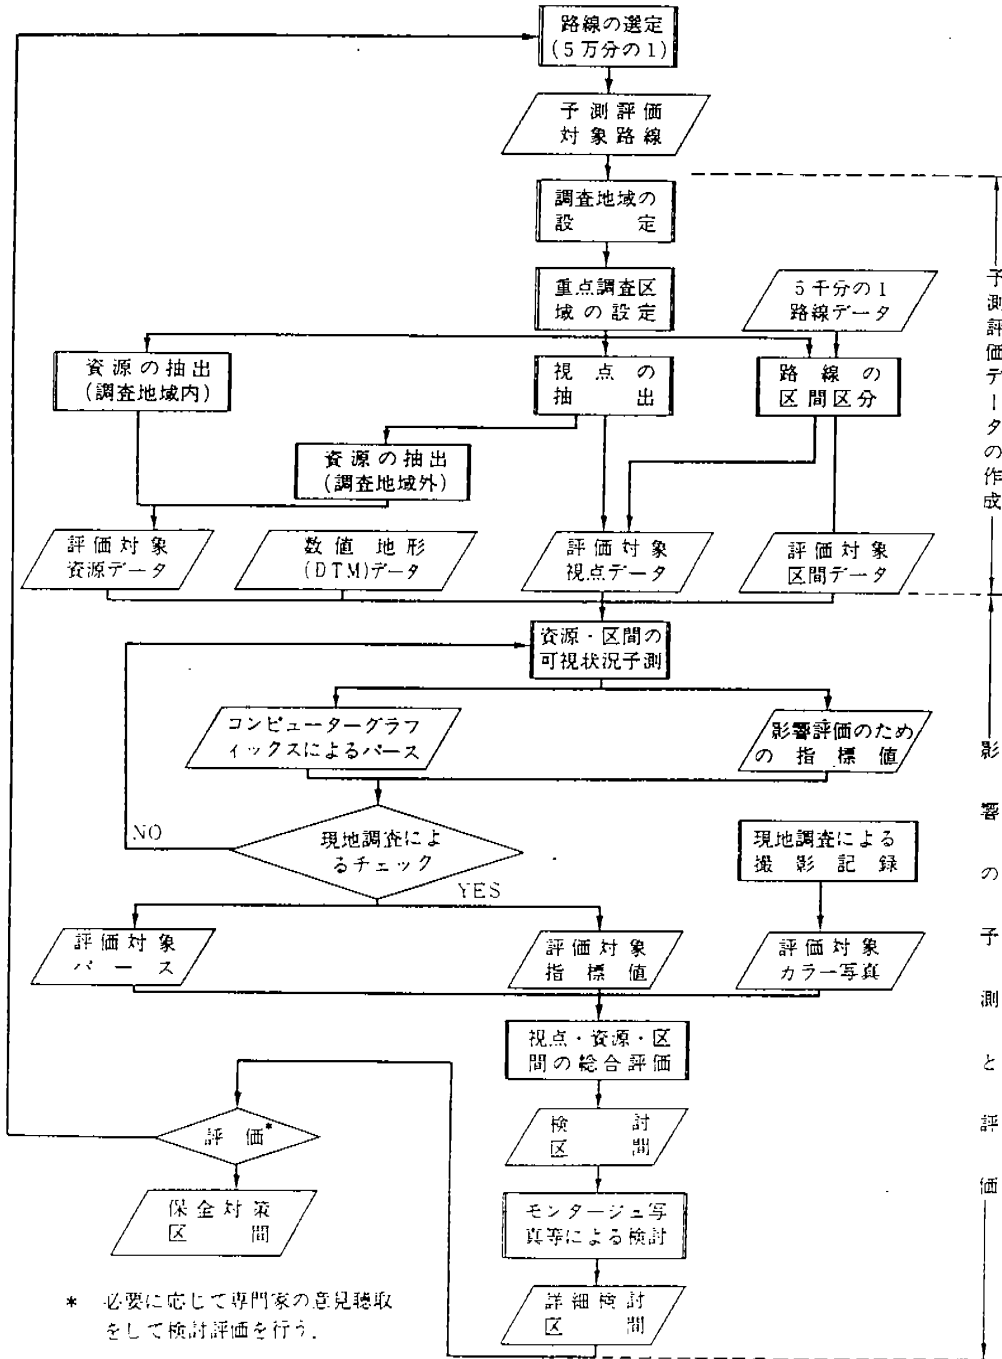 路線の選定
(5万分の1)
予測評価
対象路線
調査地域の
設定
重点調査区
域の設定
5千分の1
路線データ
資源の抽出
(調査地域内)
視点の
抽出
路線の
区間区分
資源の抽出
(調査地域外)
評価対象
資源データ
数値地形
(DTM)データ
評価対象
視点データ
評価対象
区間データ
予測評価データの作成
資源・区間の
可視状況予測
コンピューターグラフ
ィックスによるパース
影響評価のため
の指標値
NO
現地調査によ
るチェック
YES
現地調査による
撮影記録
評価対象
パース
評価対象
指標値
評価対象
カラー写真
視点・資源・区
間の総合評価
評価*
検討
区間
保全対策
区間
モンタージュ写
真等による検討
詳細検討
区間
影響の予測と評価
* 必要に応じて専門家の意見聴取
をして検討評価を行う.